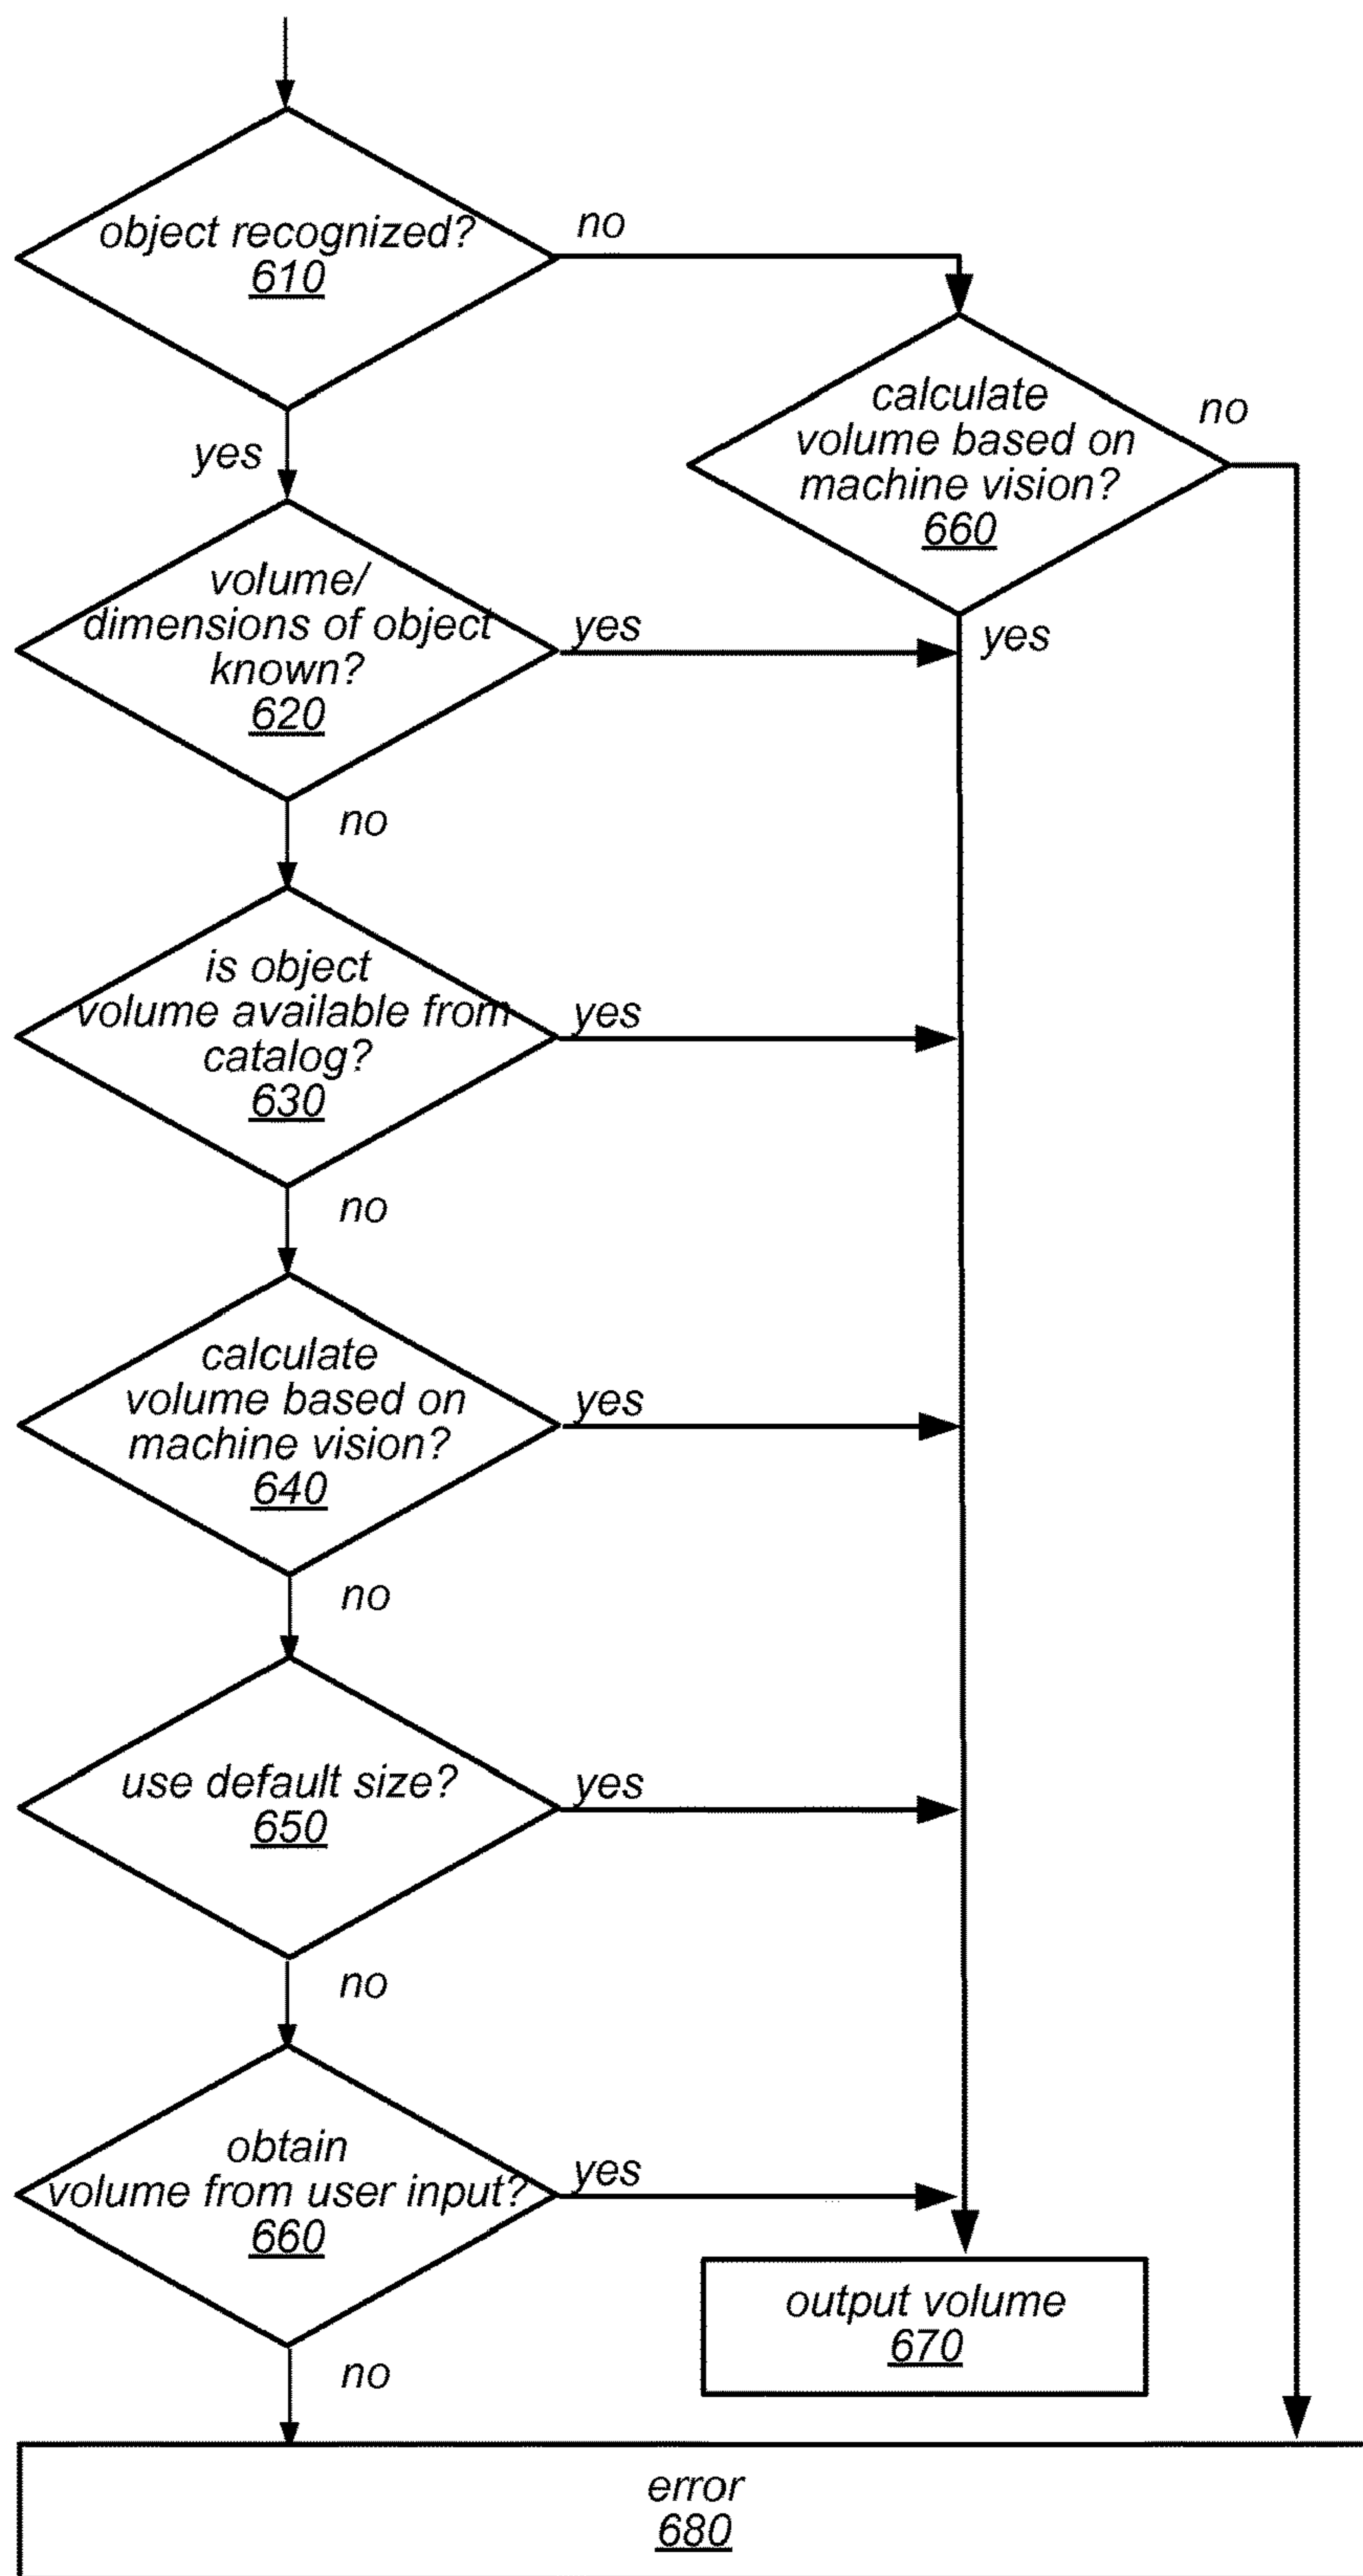 object recognized?
610
no
yes
calculate
volume based on
machine vision?
660
no
yes
volume/
dimensions of object
known?
620
yes
no
is object
volume available from
catalog?
630
yes
no
calculate
volume based on
machine vision?
640
yes
no
use default size?
650
yes
no
obtain
volume from user input?
660
yes
no
output volume
670
error
680